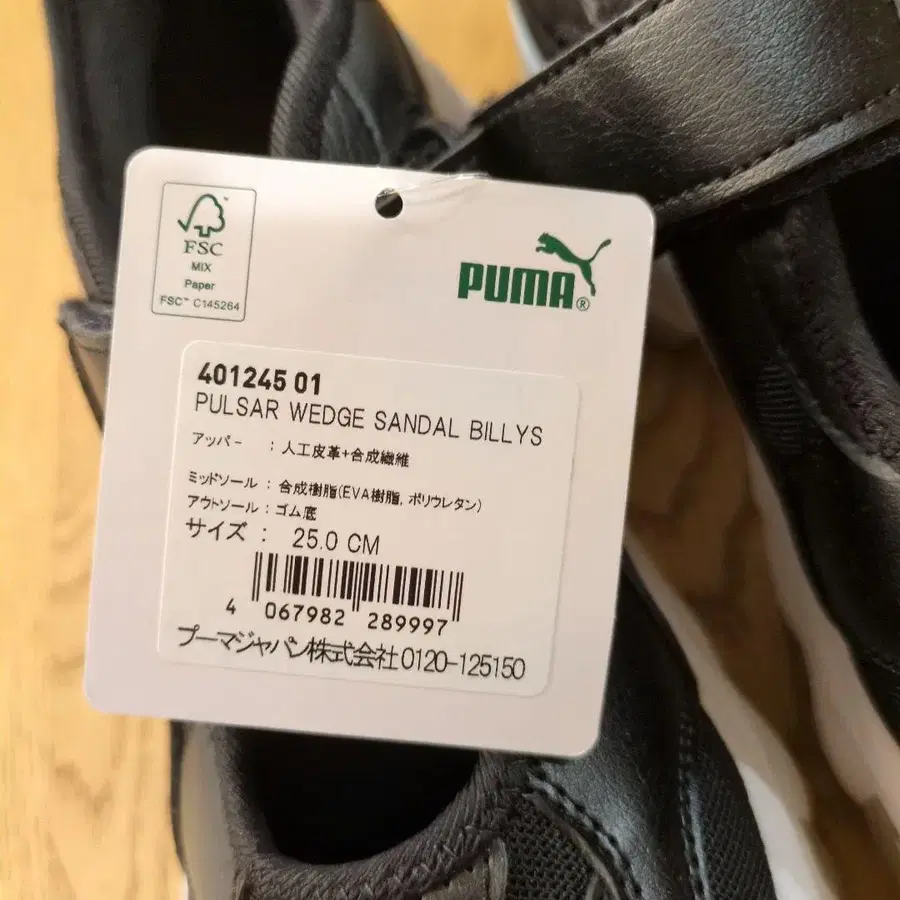 FSC
MIX
Paper
FSC™ C145264
PUMA®
401245 01
PULSAR WEDGE SANDAL BILLYS
アッパー : 人工皮革+合成繊維
ミッドソール : 合成樹脂(EVA樹脂, ポリウレタン)
アウトソール : ゴム底
サイズ : 25.0 CM
4 067982 289997
プーマジャパン株式会社0120-125150